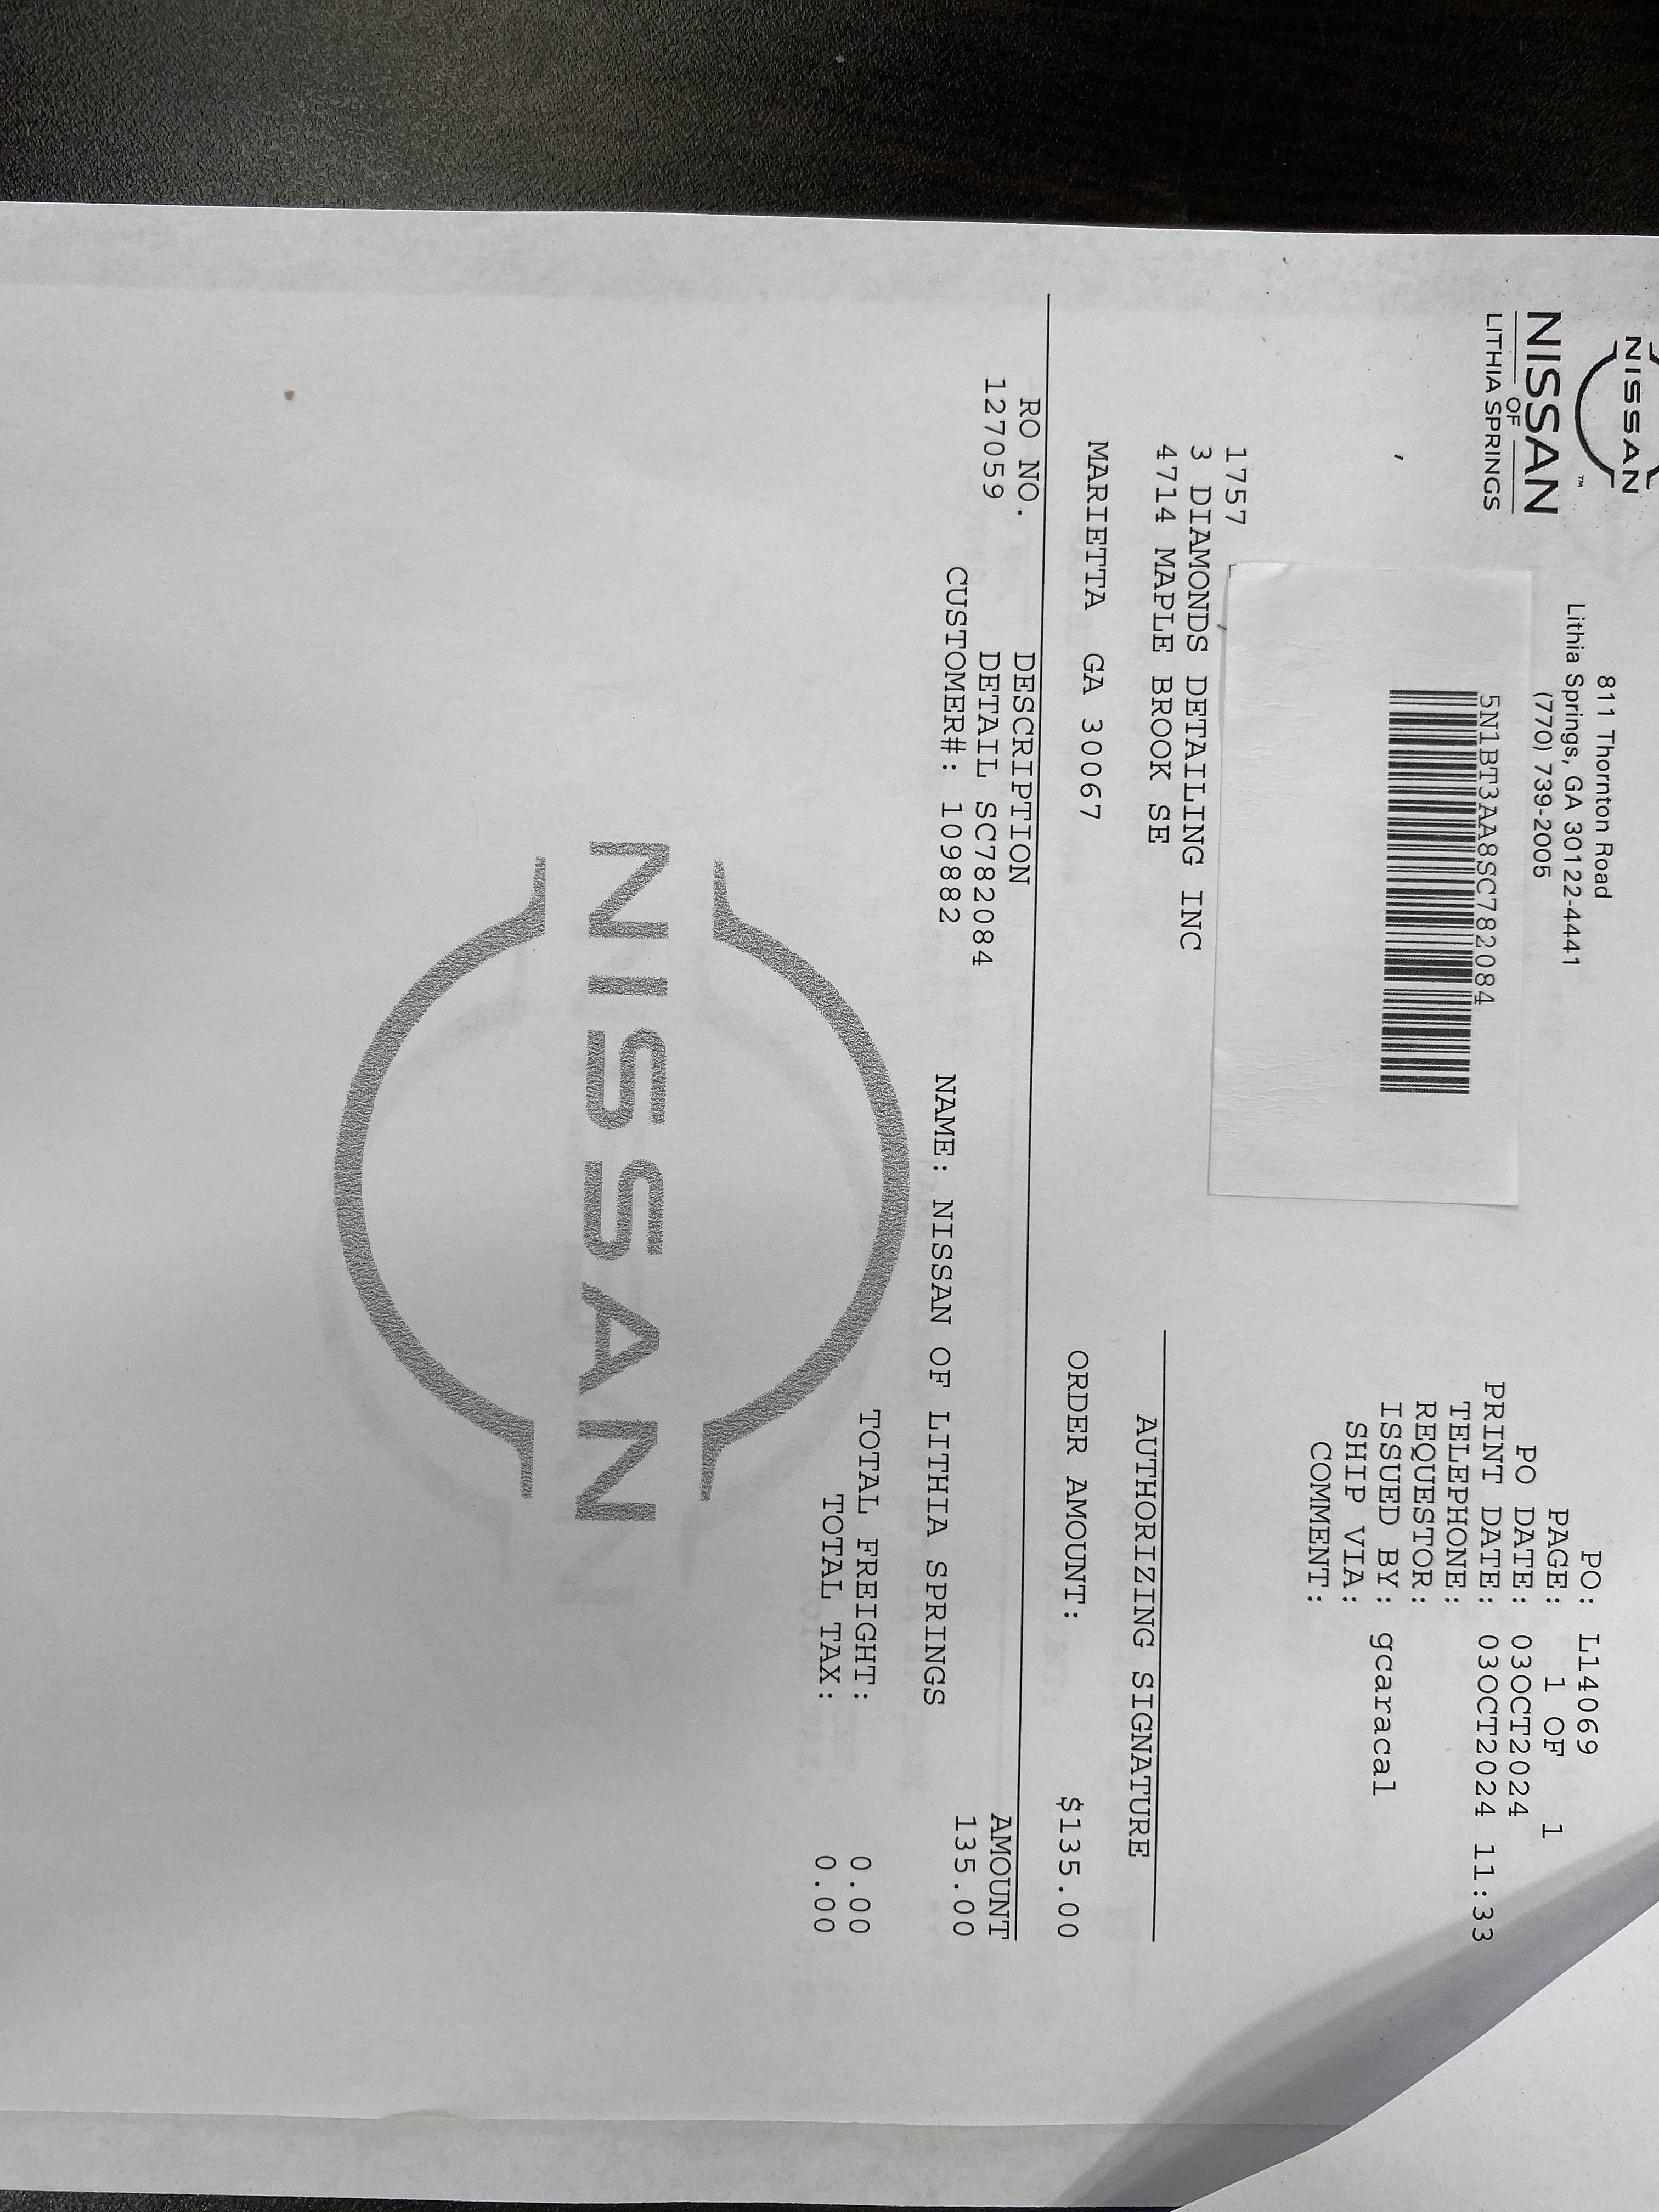 NISSAN
NISSAN
OF
LITHIA SPRINGS
TM
811 Thornton Road
Lithia Springs, GA 30122-4441
(770) 739-2005
5N1BT3AA8SC782084
PO: L14069
PAGE: 1 OF 1
PO DATE: 03OCT2024
PRINT DATE: 03OCT2024 11:33
TELEPHONE:
REQUESTOR:
ISSUED BY: gcaracal
SHIP VIA:
COMMENT:
,
1757
3 DIAMONDS DETAILING INC
4714 MAPLE BROOK SE
MARIETTA GA 30067
AUTHORIZING SIGNATURE
ORDER AMOUNT: $135.00
RO NO. DESCRIPTION AMOUNT
127059 DETAIL SC782084 135.00
CUSTOMER#: 109882 NAME: NISSAN OF LITHIA SPRINGS
TOTAL FREIGHT: 0.00
TOTAL TAX: 0.00
NISSAN